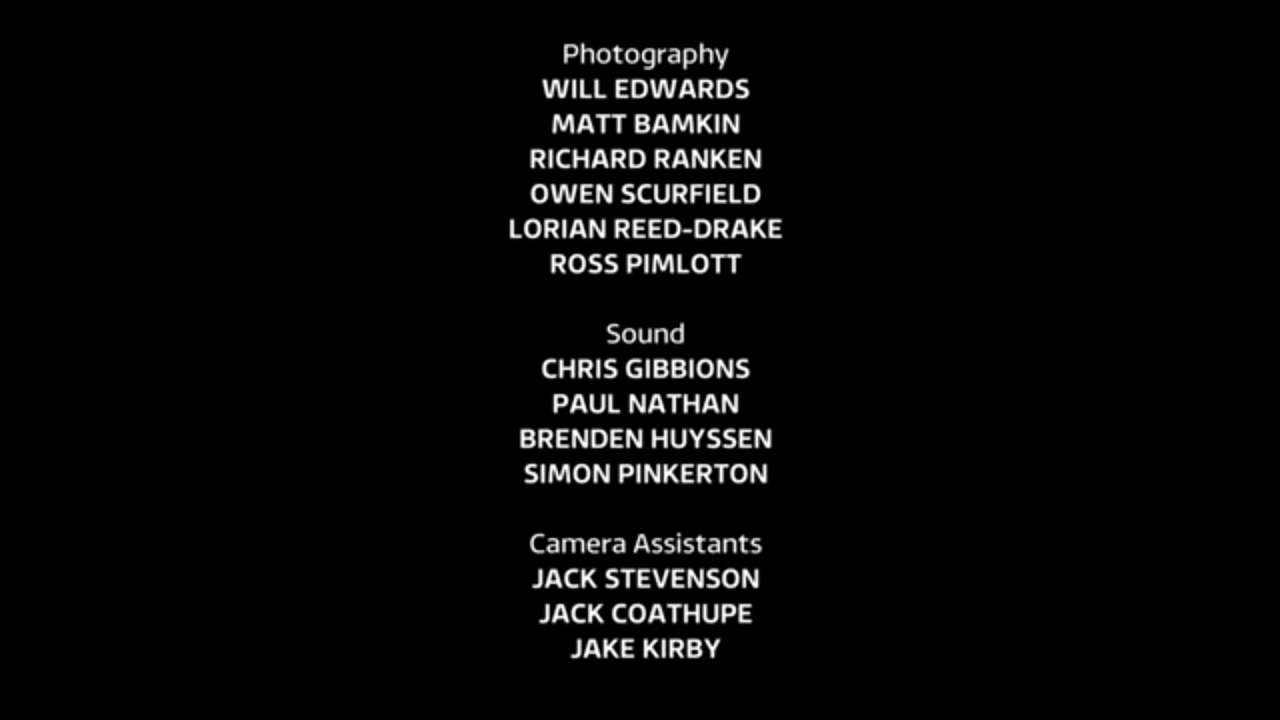 Photography
WILL EDWARDS
MATT BAMKIN
RICHARD RANKEN
OWEN SCURFIELD
LORIAN REED-DRAKE
ROSS PIMLOTT
Sound
CHRIS GIBBIONS
PAUL NATHAN
BRENDEN HUYSSEN
SIMON PINKERTON
Camera Assistants
JACK STEVENSON
JACK COATHUPE
JAKE KIRBY